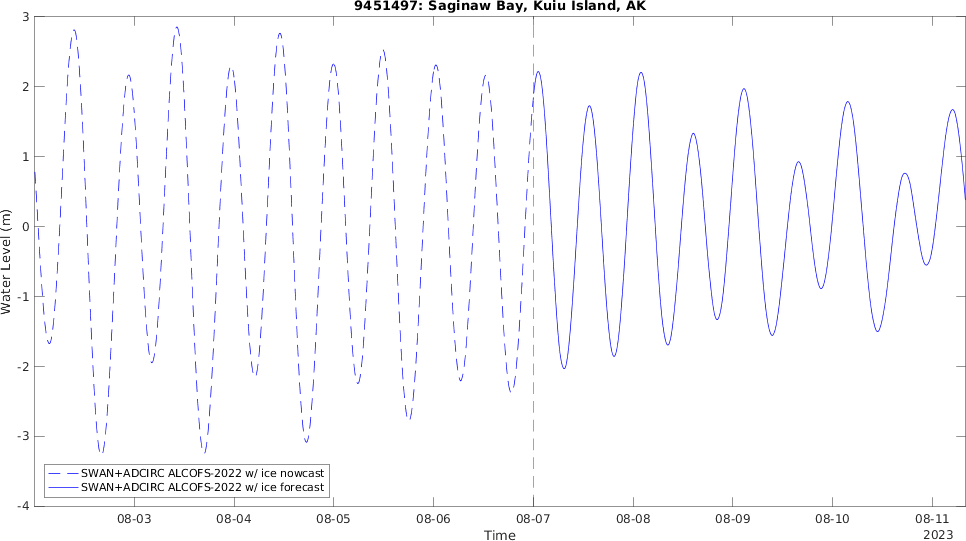 9451497: Saginaw Bay, Kuiu Island, AK
3
2
1
0
-1
-2
-3
-4
Water Level (m)
SWAN+ADCIRC ALCOFS-2022 w/ ice nowcast
SWAN+ADCIRC ALCOFS-2022 w/ ice forecast
08-03 08-04 08-05 08-06 08-07 08-08 08-09 08-10 08-11
Time
2023